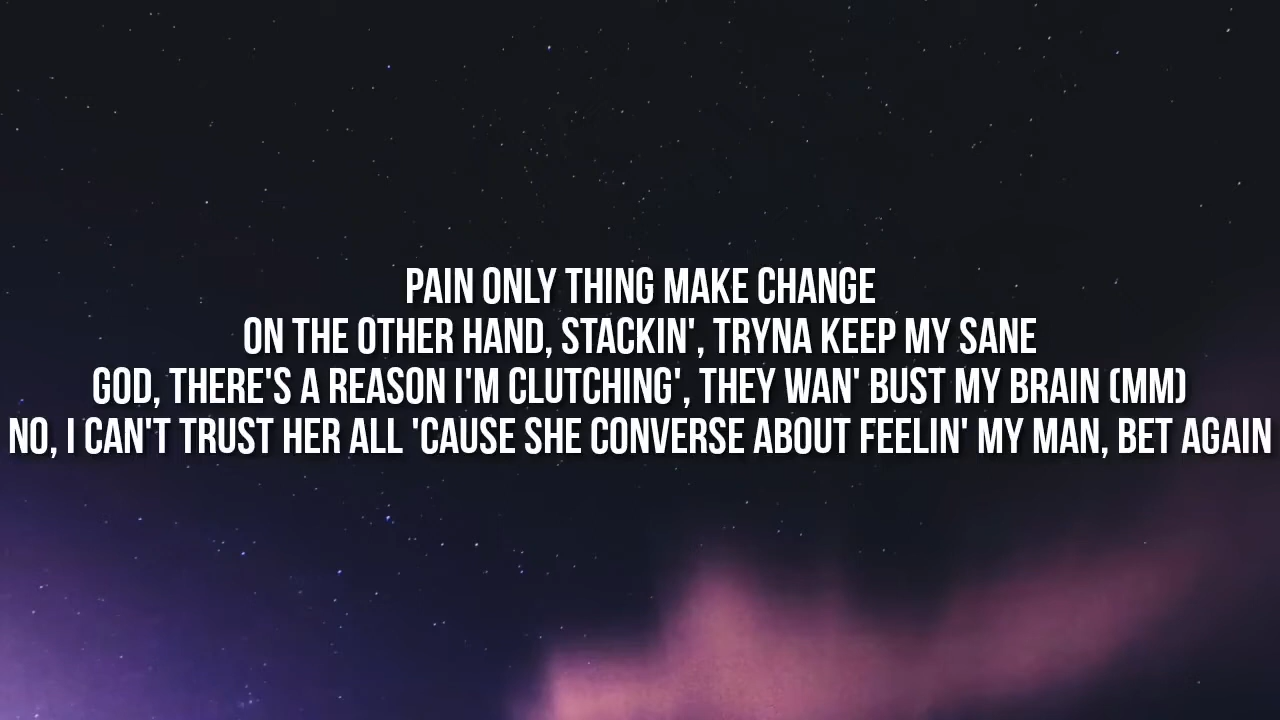 PAIN ONLY THING MAKE CHANGE
ON THE OTHER HAND, STACKIN', TRYNA KEEP MY SANE
GOD, THERE'S A REASON I'M CLUTCHING', THEY WAN' BUST MY BRAIN (MM)
NO, I CAN'T TRUST HER ALL 'CAUSE SHE CONVERSE ABOUT FEELIN' MY MAN, BET AGAIN